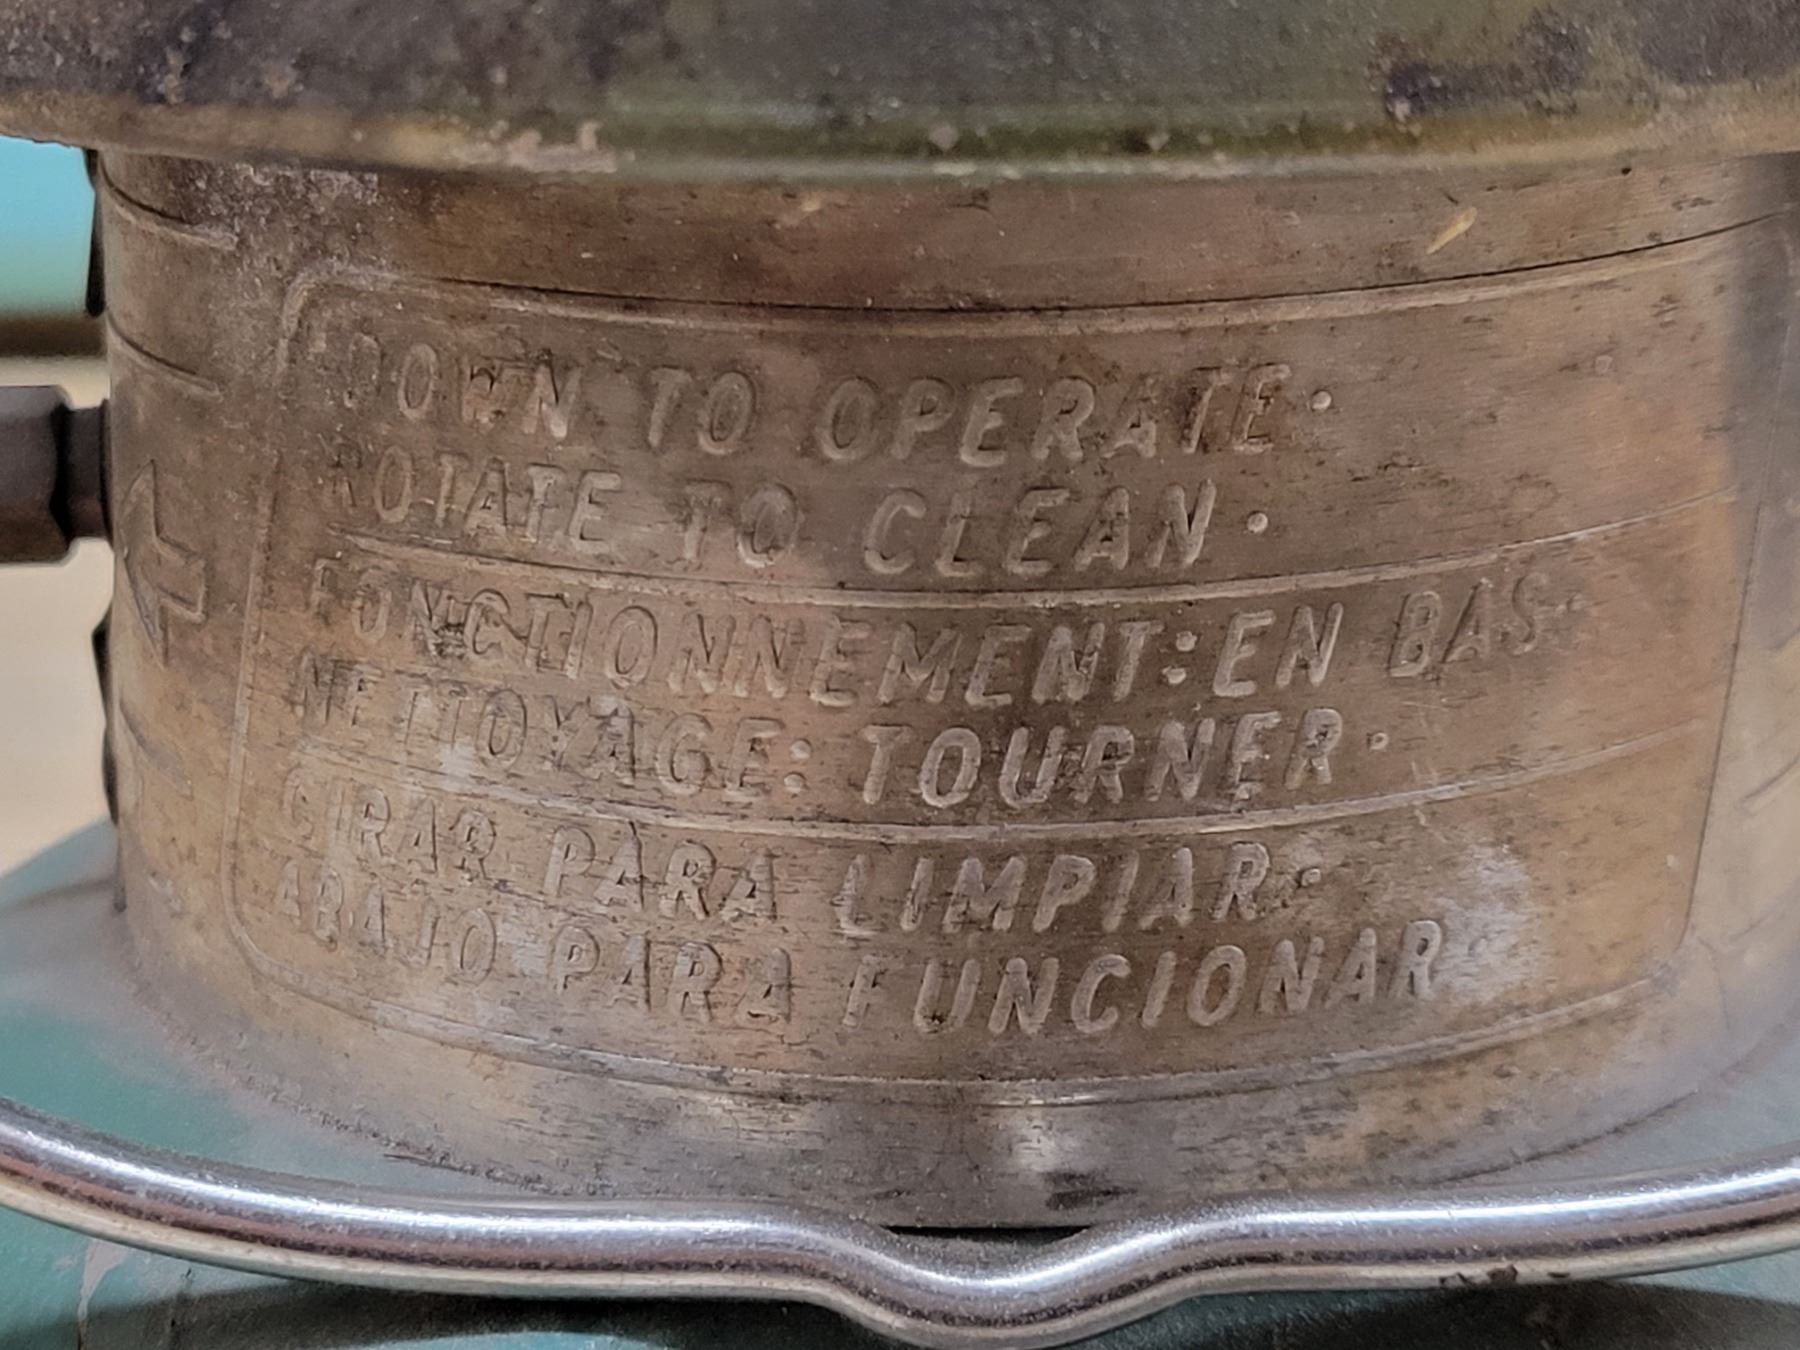 DOWN TO OPERATE.
ROTATE TO CLEAN.
FONCTIONNEMENT: EN BAS.
NETTOYAGE: TOURNER.
GIRAR PARA LIMPIAR.
ABAJO PARA FUNCIONAR.